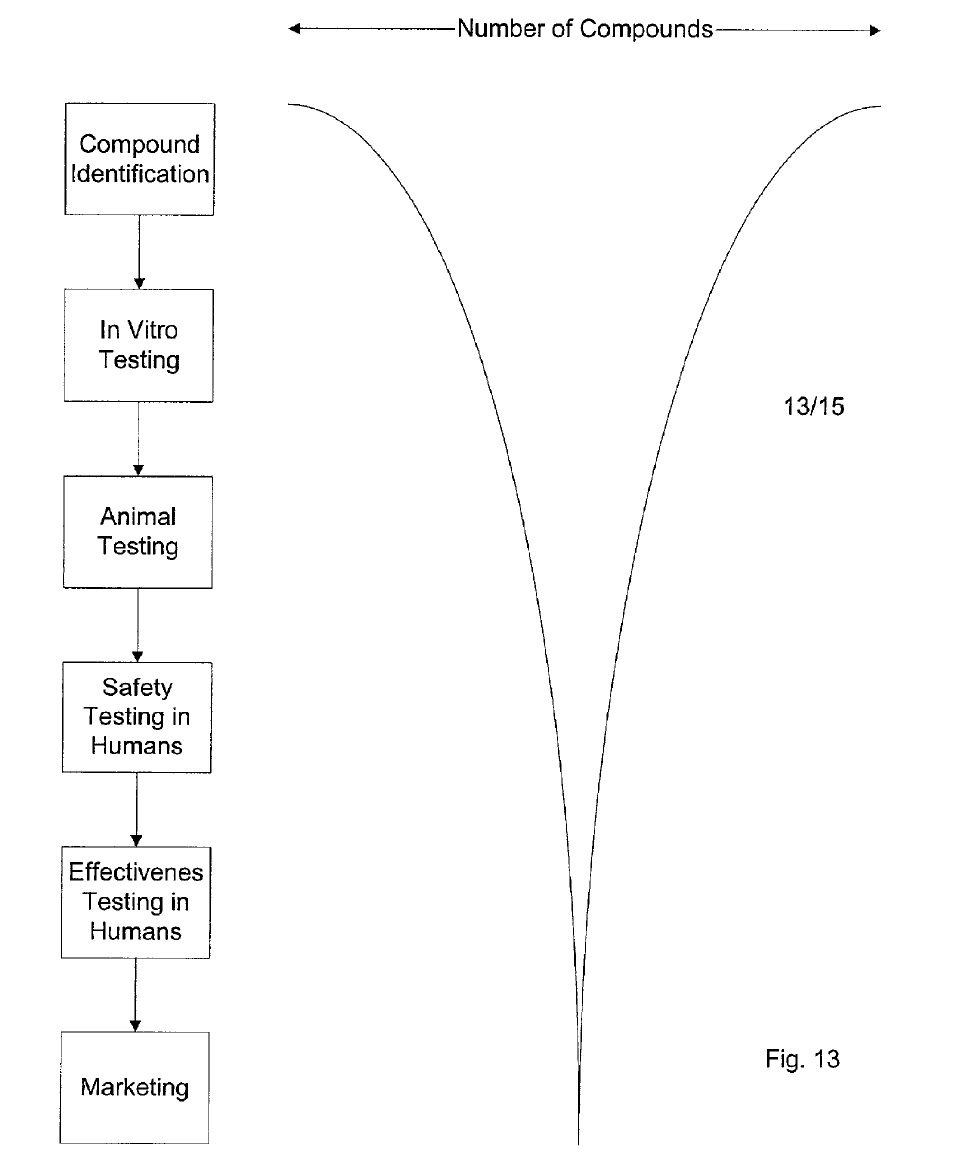 Number of Compounds
Compound
Identification
In Vitro
Testing
13/15
Animal
Testing
Safety
Testing in
Humans
Effectivenes
Testing in
Humans
Fig. 13
Marketing